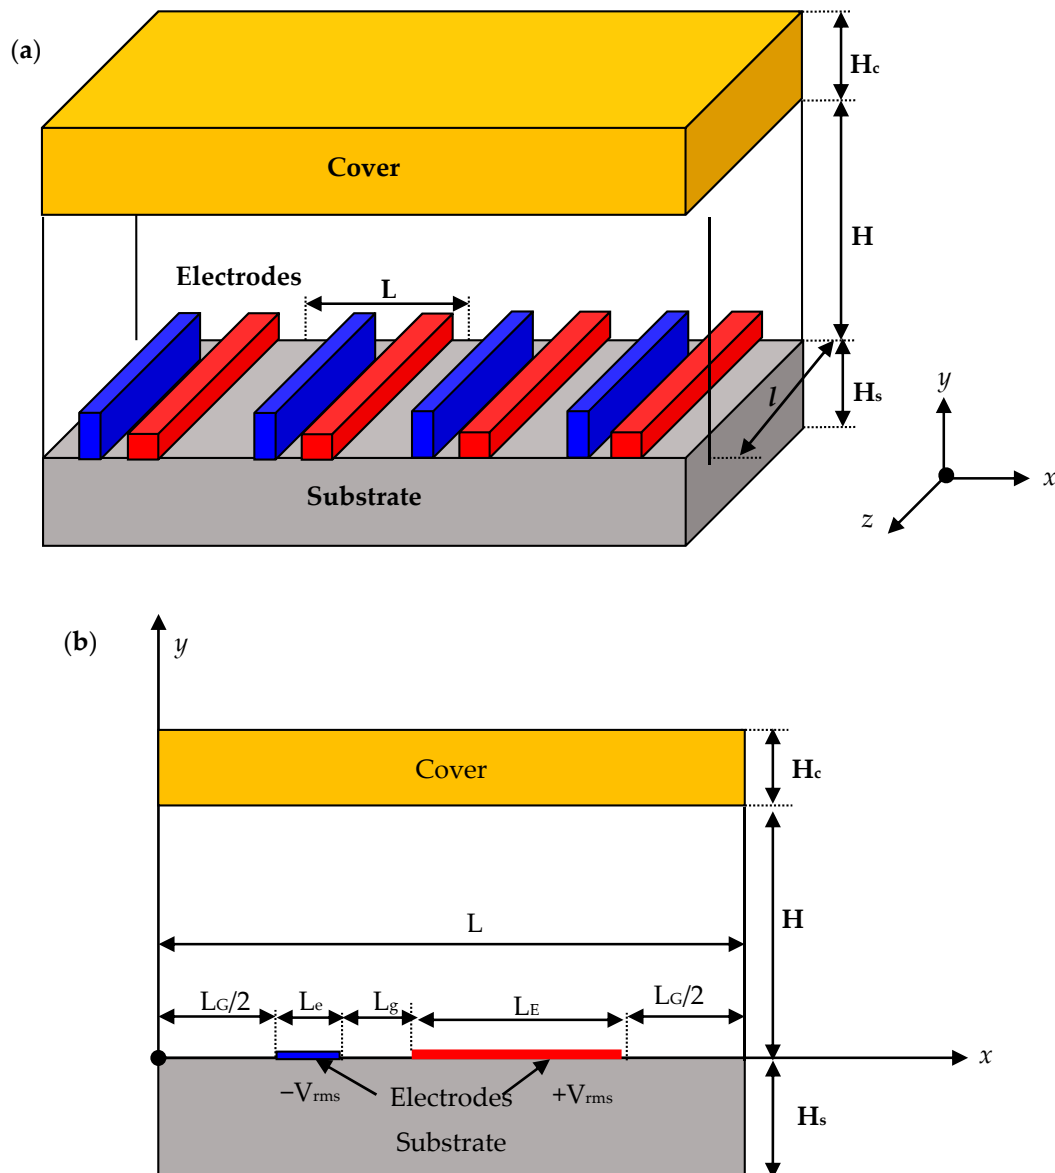 (a)
Hc
Cover
H
Electrodes
L
Hs
l
Substrate
y
x
z
(b)
y
Cover
Hc
H
L
LG/2
Le
Lg
LE
LG/2
x
−Vrms
Electrodes
+Vrms
Substrate
Hs